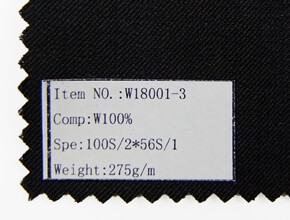 Item NO.:W18001-3
Comp:W100%
Spe:100S/2*56S/1
Weight:275g/m